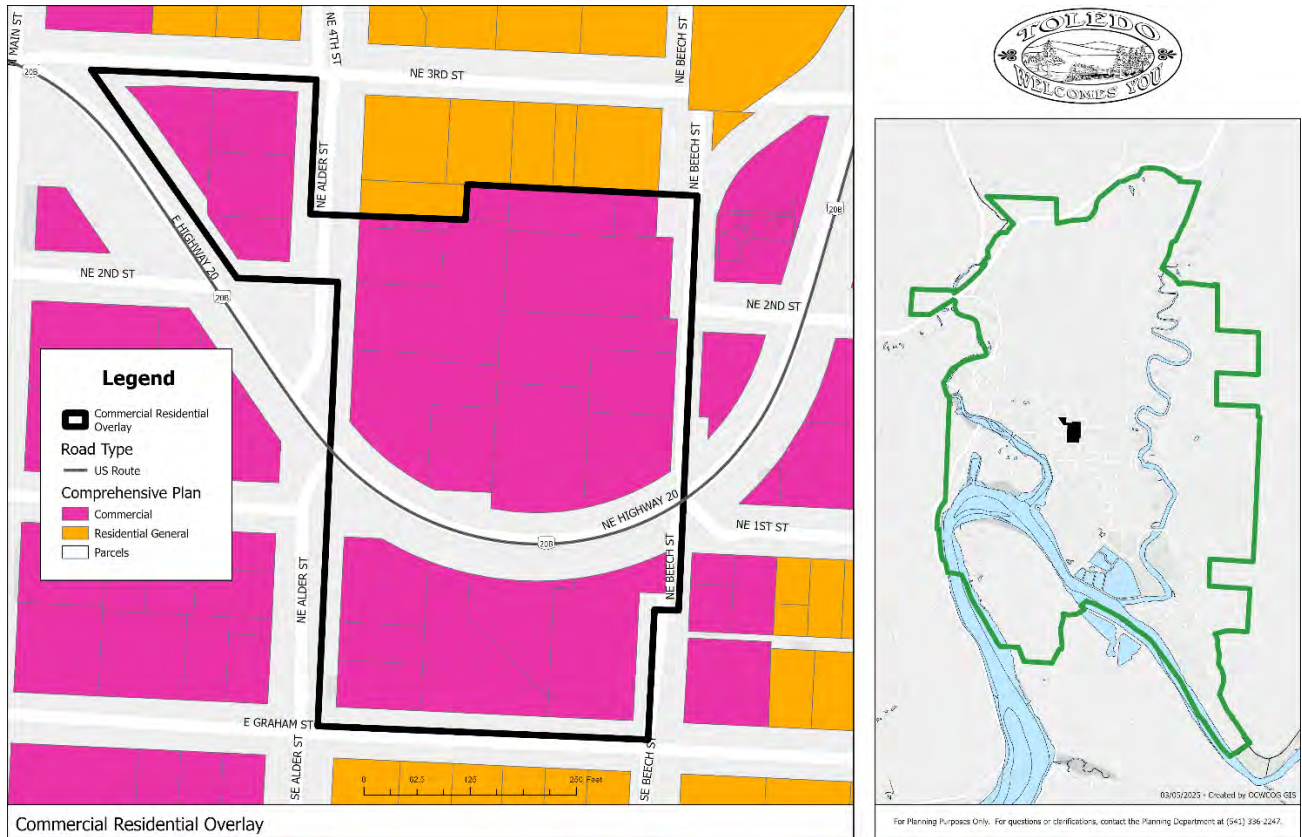 MAIN ST
20B
NE 4TH ST
NE 3RD ST
NE BEECH ST
NE BEECH ST
NE ALDER ST
E HIGHWAY 20
20B
NE 2ND ST
20B
NE 2ND ST
Legend
Commercial Residential
Overlay
Road Type
US Route
Comprehensive Plan
Commercial
Residential General
Parcels
NE HIGHWAY 20
20B
NE 1ST ST
NE ALDER ST
NE BEECH ST
E GRAHAM ST
SE ALDER ST
SE BEECH ST
0 62.5 125 250 Feet
Commercial Residential Overlay
TOLEDO
WELCOMES YOU
03/05/2025 - Created by OCWCOG GIS
For Planning Purposes Only. For questions or clarifications, contact the Planning Department at (541) 336-2247.